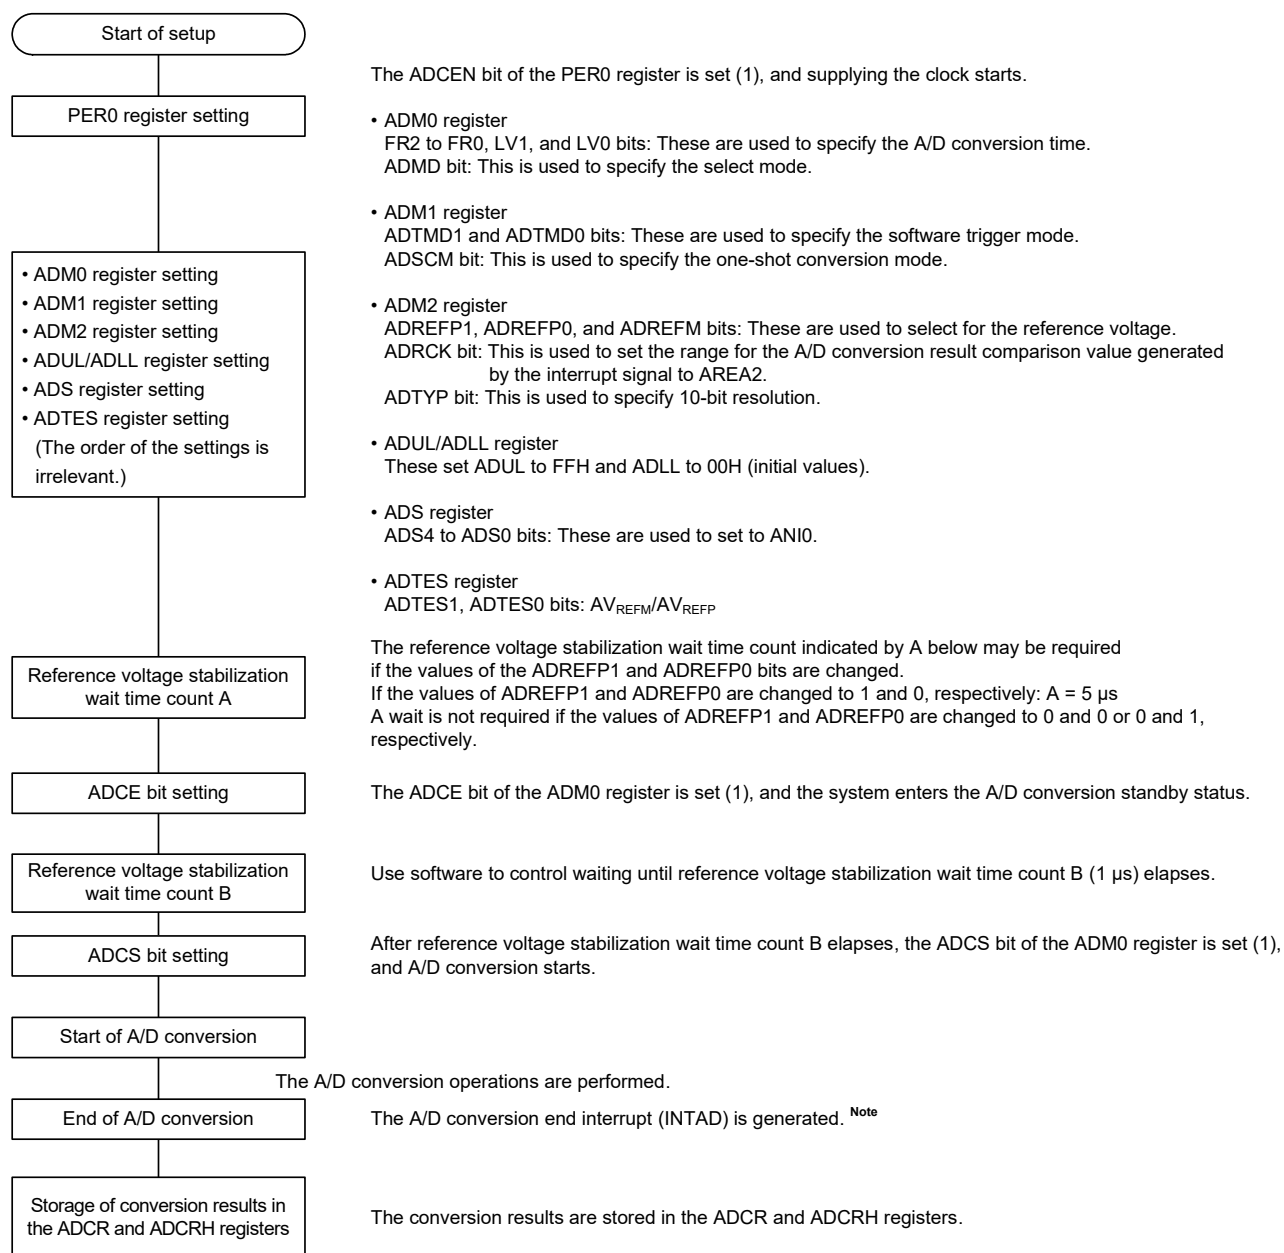 Start of setup
The ADCEN bit of the PER0 register is set (1), and supplying the clock starts.
PER0 register setting
• ADM0 register
FR2 to FR0, LV1, and LV0 bits: These are used to specify the A/D conversion time.
ADMD bit: This is used to specify the select mode.
• ADM1 register
ADTMD1 and ADTMD0 bits: These are used to specify the software trigger mode.
ADSCM bit: This is used to specify the one-shot conversion mode.
• ADM0 register setting
• ADM1 register setting
• ADM2 register setting
• ADUL/ADLL register setting
• ADS register setting
• ADTES register setting
(The order of the settings is
irrelevant.)
• ADM2 register
ADREFP1, ADREFP0, and ADREFM bits: These are used to select for the reference voltage.
ADRCK bit: This is used to set the range for the A/D conversion result comparison value generated
by the interrupt signal to AREA2.
ADTYP bit: This is used to specify 10-bit resolution.
• ADUL/ADLL register
These set ADUL to FFH and ADLL to 00H (initial values).
• ADS register
ADS4 to ADS0 bits: These are used to set to ANI0.
• ADTES register
ADTES1, ADTES0 bits: AVREFM/AVREFP
Reference voltage stabilization
wait time count A
The reference voltage stabilization wait time count indicated by A below may be required
if the values of the ADREFP1 and ADREFP0 bits are changed.
If the values of ADREFP1 and ADREFP0 are changed to 1 and 0, respectively: A = 5 µs
A wait is not required if the values of ADREFP1 and ADREFP0 are changed to 0 and 0 or 0 and 1,
respectively.
ADCE bit setting
The ADCE bit of the ADM0 register is set (1), and the system enters the A/D conversion standby status.
Reference voltage stabilization
wait time count B
Use software to control waiting until reference voltage stabilization wait time count B (1 µs) elapses.
ADCS bit setting
After reference voltage stabilization wait time count B elapses, the ADCS bit of the ADM0 register is set (1),
and A/D conversion starts.
Start of A/D conversion
The A/D conversion operations are performed.
End of A/D conversion
The A/D conversion end interrupt (INTAD) is generated. Note
Storage of conversion results in
the ADCR and ADCRH registers
The conversion results are stored in the ADCR and ADCRH registers.